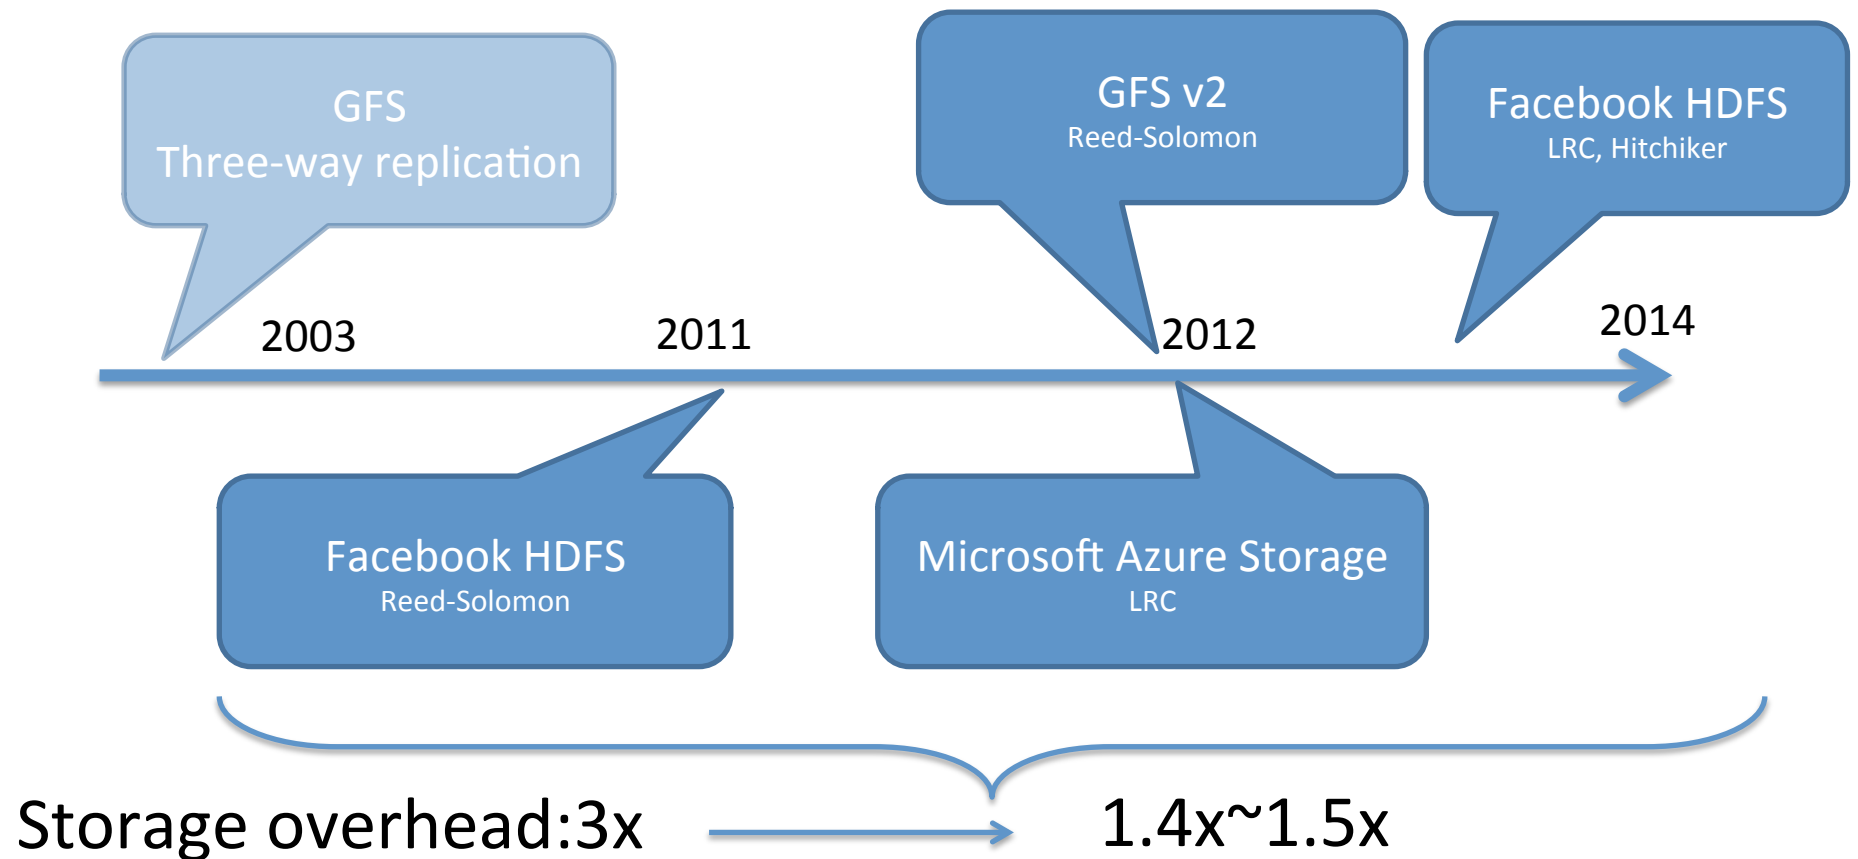 GFS
Three-way replication
GFS v2
Reed-Solomon
Facebook HDFS
LRC, Hitchiker
2003
2011
2012
2014
Facebook HDFS
Reed-Solomon
Microsoft Azure Storage
LRC
Storage overhead:3x
1.4x~1.5x